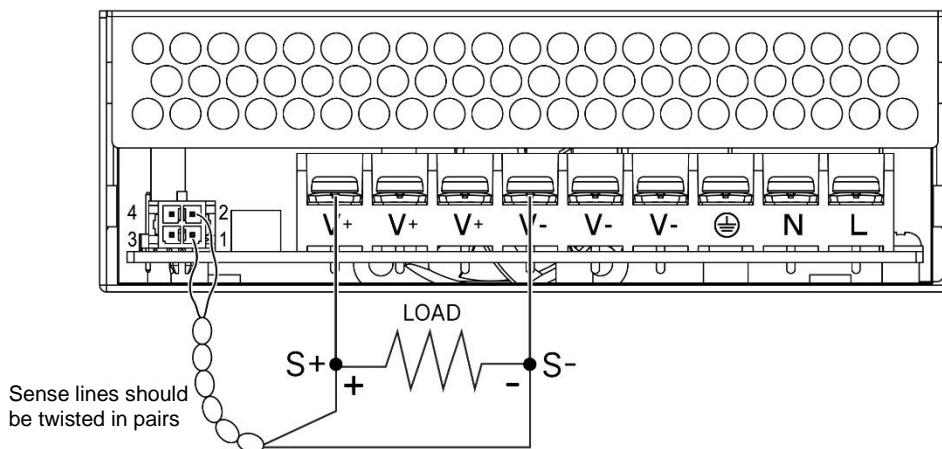 4 2
3 1
V+ V+ V+ V- V- V- N L
LOAD
S+ S-
+ -
Sense lines should
be twisted in pairs